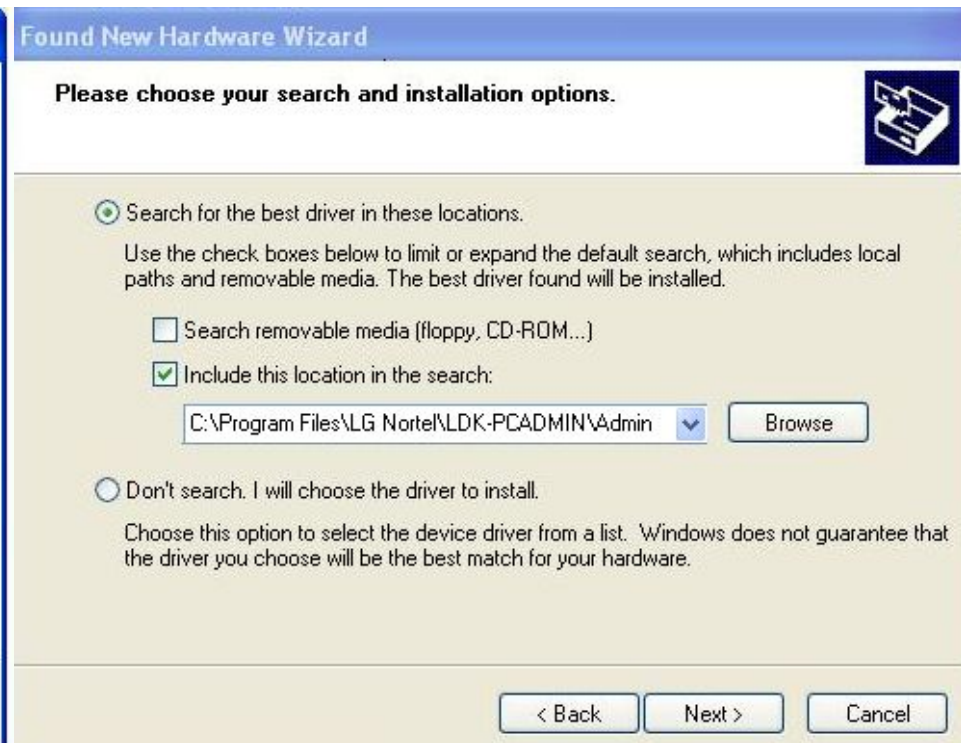 Found New Hardware Wizard
Please choose your search and installation options.
Search for the best driver in these locations.
Use the check boxes below to limit or expand the default search, which includes local
paths and removable media. The best driver found will be installed.
Search removable media (floppy, CD-ROM...)
Include this location in the search:
C:\Program Files\LG Nortel\LDK-PCADMIN\Admin
Browse
Don't search. I will choose the driver to install.
Choose this option to select the device driver from a list. Windows does not guarantee that
the driver you choose will be the best match for your hardware.
< Back
Next >
Cancel